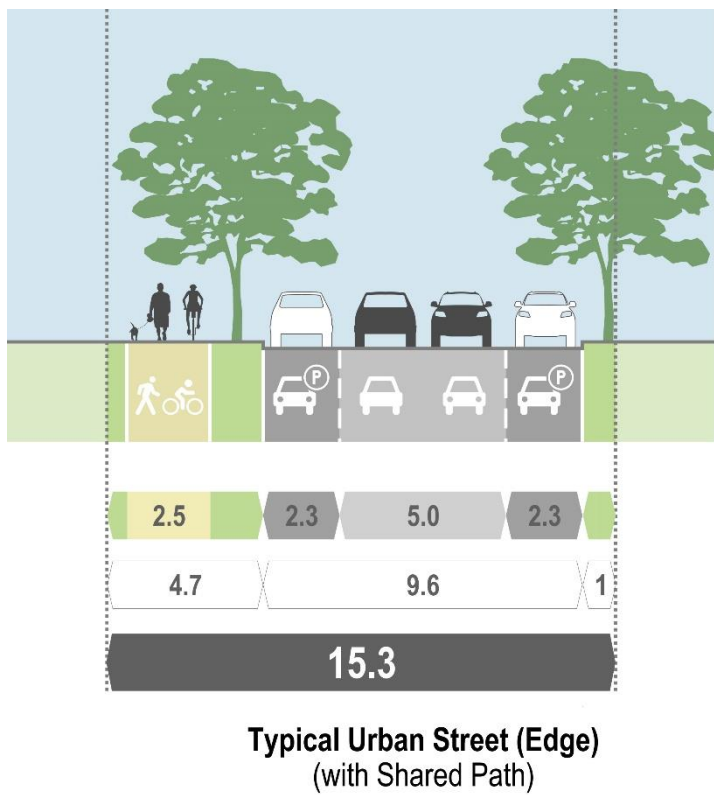 P
P
2.5 2.3 5.0 2.3
4.7 9.6 1
15.3
Typical Urban Street (Edge)
(with Shared Path)